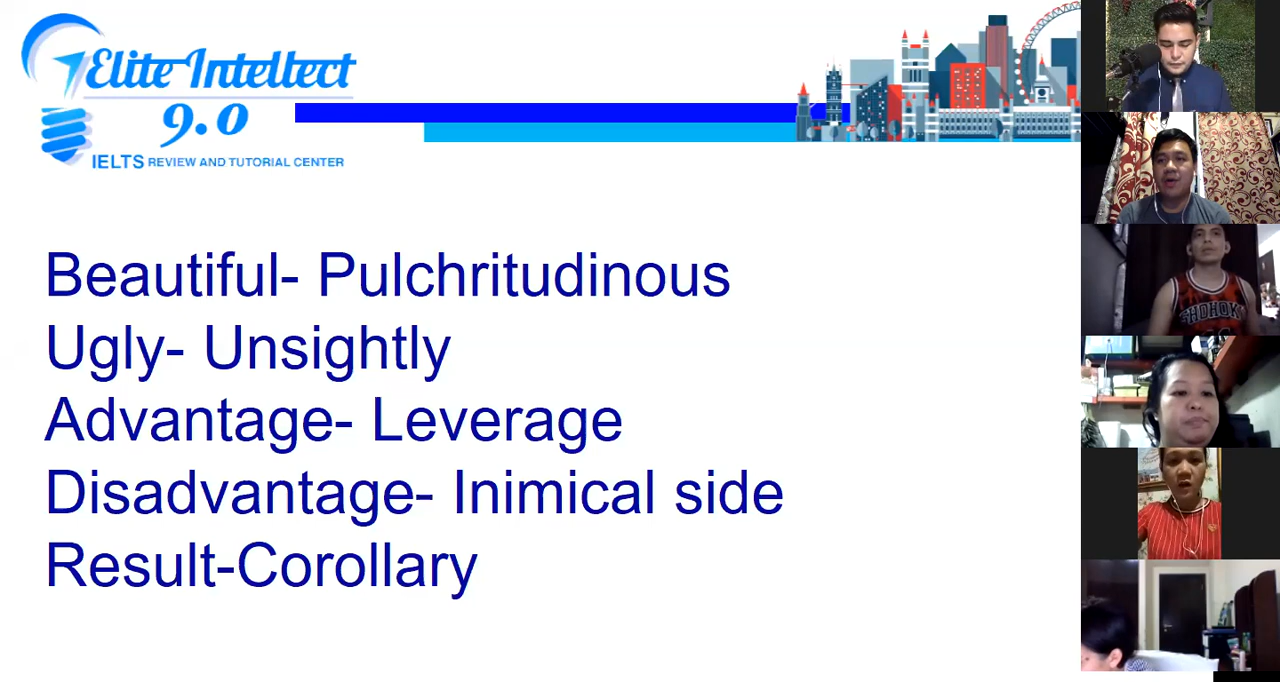 Elite Intellect
9.0
IELTS REVIEW AND TUTORIAL CENTER
Beautiful- Pulchritudinous
Ugly- Unsightly
Advantage- Leverage
Disadvantage- Inimical side
Result-Corollary
SHOHOKU